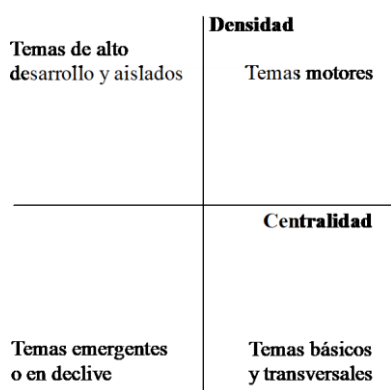 Densidad
Temas de alto
desarrollo y aislados
Temas motores
Centralidad
Temas emergentes
o en declive
Temas básicos
y transversales